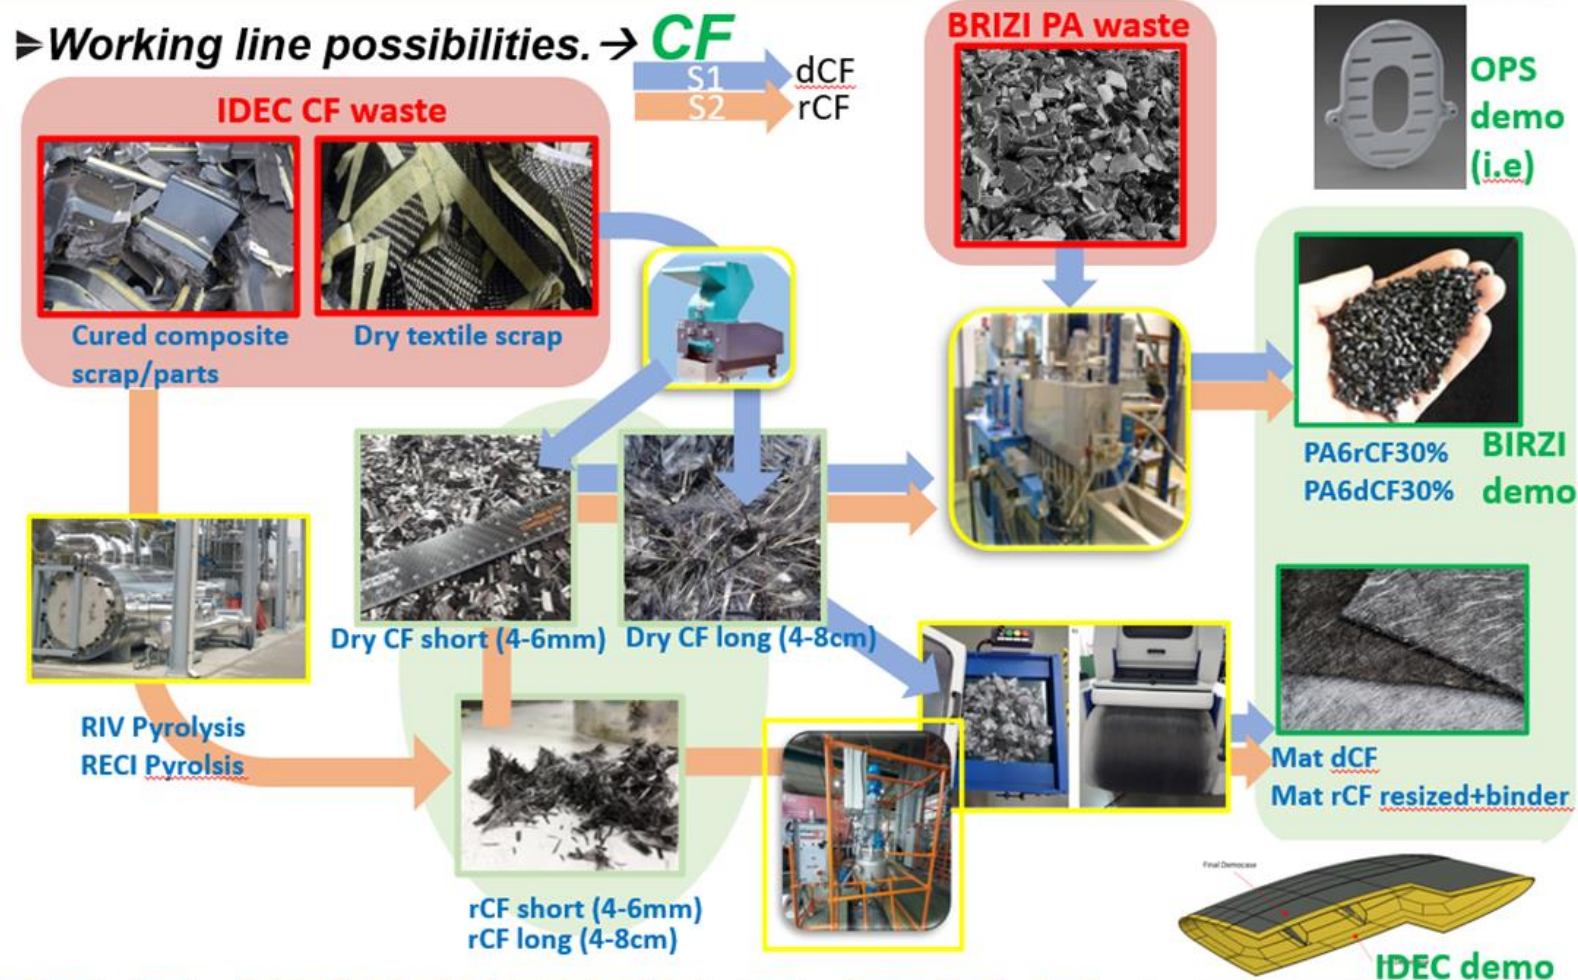 ➢Working line possibilities. → CF
S1 dCF
S2 rCF
IDEC CF waste
Cured composite
scrap/parts
Dry textile scrap
BRIZI PA waste
OPS
demo
(i.e)
PA6rCF30%
PA6dCF30%
BIRZI
demo
Dry CF short (4-6mm)
Dry CF long (4-8cm)
RIV Pyrolysis
RECI Pyrolsis
rCF short (4-6mm)
rCF long (4-8cm)
Mat dCF
Mat rCF resized+binder
Final Democase
IDEC demo